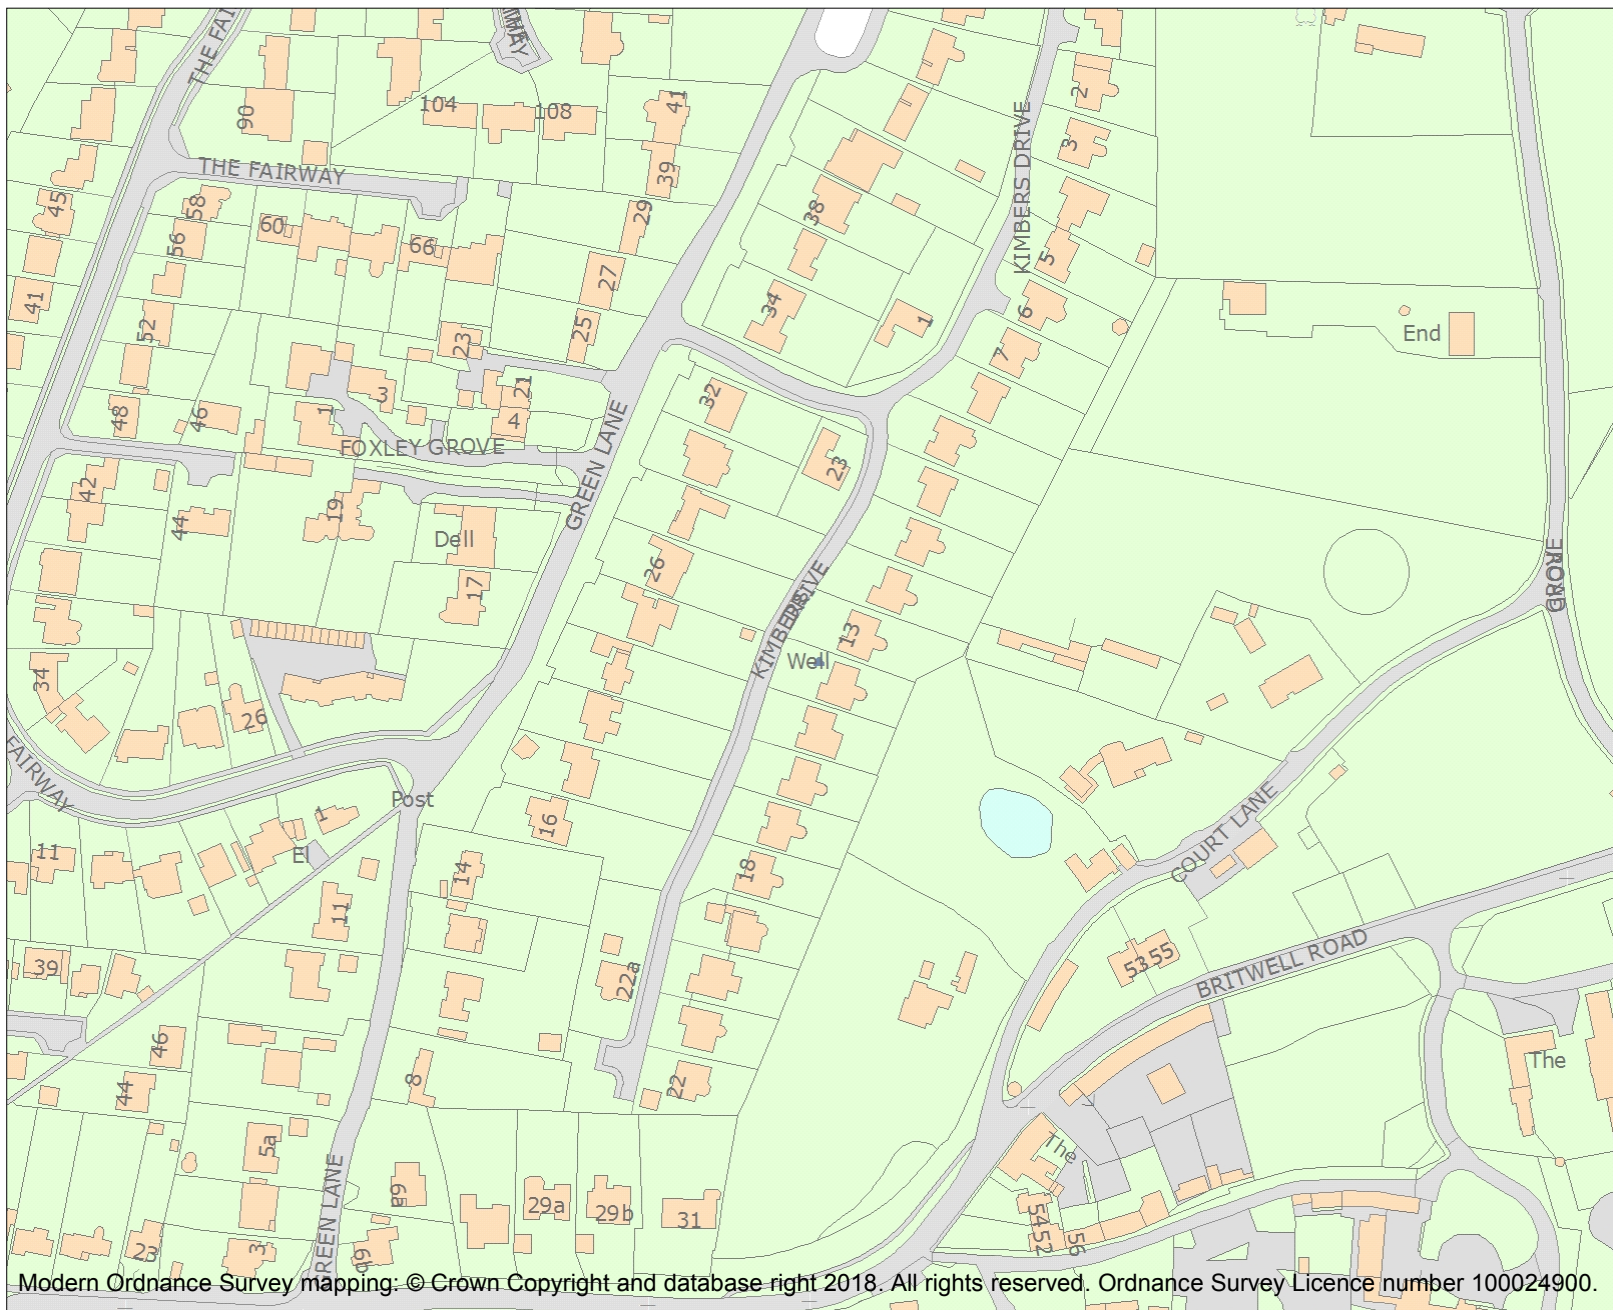 THE FAI
WAY
2
41
104
108
90
KIMBERS DRIVE
3
THE FAIRWAY
39
45
58
29
38
60
56
66
5
27
41
34
6
1
End
52
25
23
7
3
21
32
48
46
1
4
FOXLEY GROVE
GREEN LANE
23
42
19
44
Dell
26
17
KIMBERS DRIVE
13
Well
34
26
FAIRWAY
Post
1
16
COURT LANE
11
El
14
18
11
39
53
55
BRITWELL ROAD
22a
46
44
8
22
The
The
5a
GREEN LANE
6a
29a
29b
31
54
52
56
23
3
6b
Modern Ordnance Survey mapping: © Crown Copyright and database right 2018. All rights reserved. Ordnance Survey Licence number 100024900.